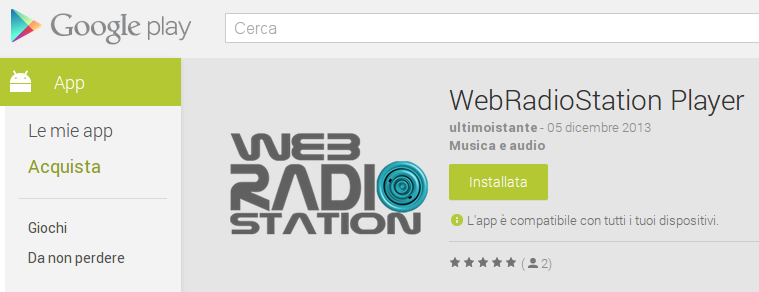 Google play
Cerca
App
Le mie app
Acquista
Giochi
Da non perdere
WEB
RADIO
STATION
WebRadioStation Player
ultimoistante - 05 dicembre 2013
Musica e audio
Installata
L'app è compatibile con tutti i tuoi dispositivi.
★★★★★ ( 2)